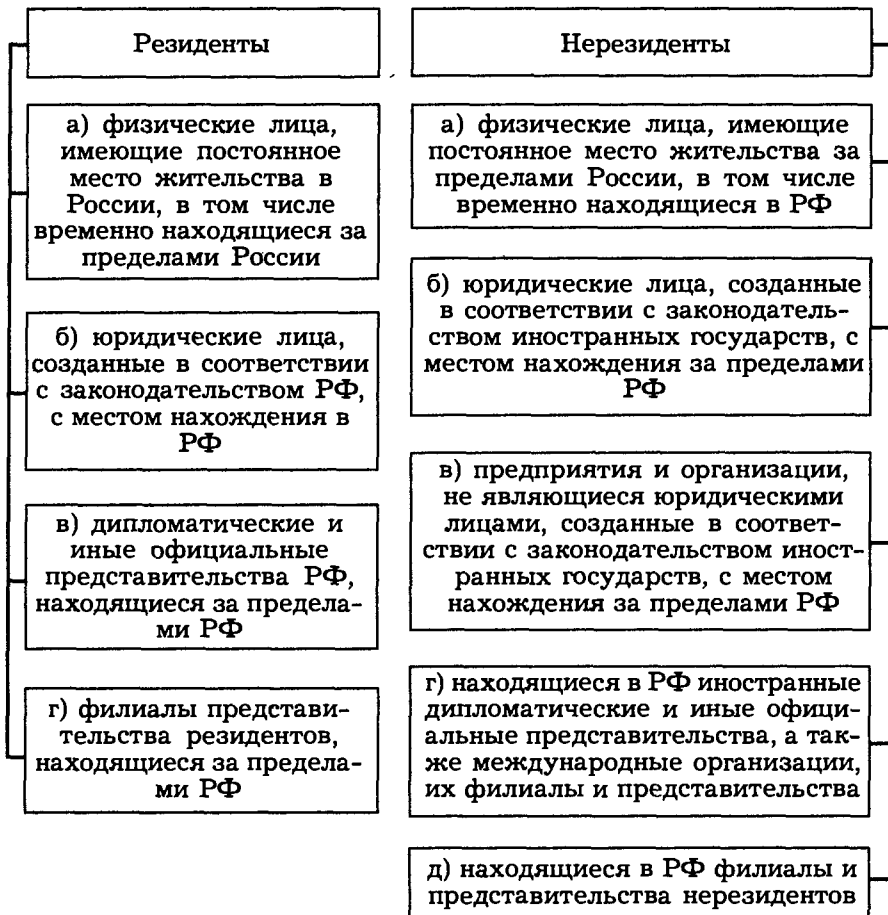 Резиденты
а) физические лица,
имеющие постоянное
место жительства в
России, в том числе
временно находящиеся за
пределами России
б) юридические лица,
созданные в соответствии
с законодательством РФ,
с местом нахождения в
РФ
в) дипломатические и
иные официальные
представительства РФ,
находящиеся за предела-
ми РФ
г) филиалы представи-
тельства резидентов,
находящиеся за предела-
ми РФ
Нерезиденты
а) физические лица, имеющие
постоянное место жительства за
пределами России, в том числе
временно находящиеся в РФ
б) юридические лица, созданные
в соответствии с законодатель-
ством иностранных государств, с
местом нахождения за пределами
РФ
в) предприятия и организации,
не являющиеся юридическими
лицами, созданные в соответ-
ствии с законодательством иност-
ранных государств, с местом
нахождения за пределами РФ
г) находящиеся в РФ иностранные
дипломатические и иные офици-
альные представительства, а так-
же международные организации,
их филиалы и представительства
д) находящиеся в РФ филиалы и
представительства нерезидентов